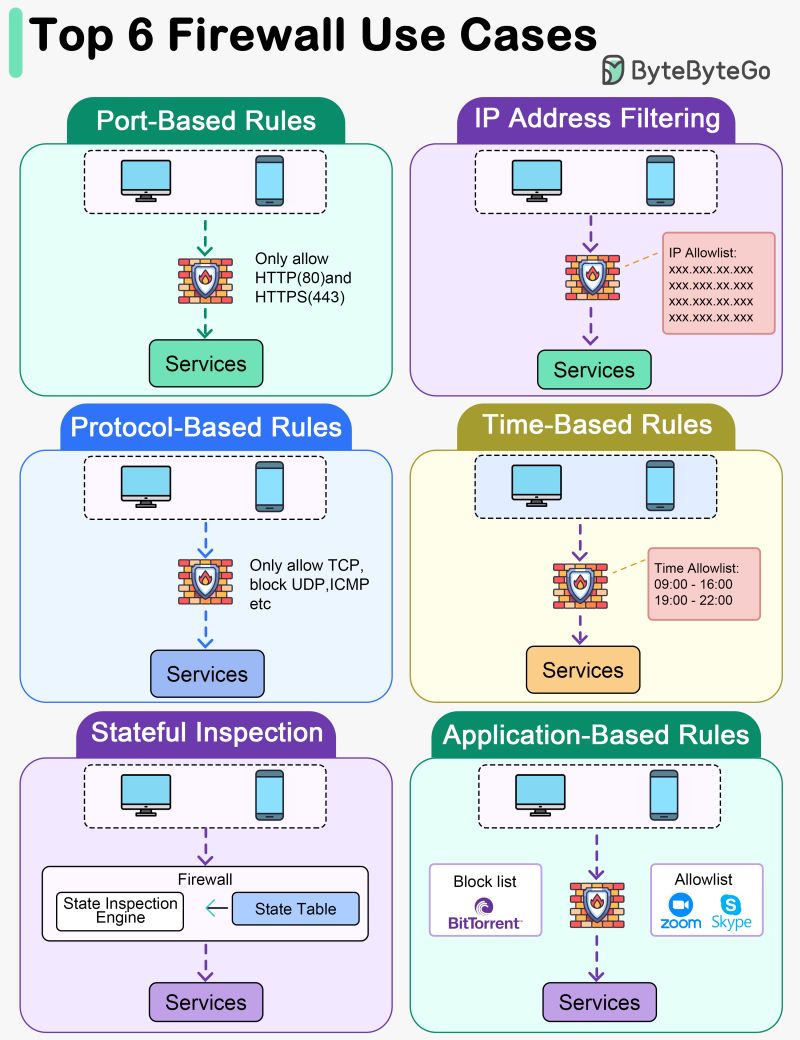 Top 6 Firewall Use Cases
ByteByteGo
Port-Based Rules
Only allow
HTTP(80)and
HTTPS(443)
Services
IP Address Filtering
IP Allowlist:
xxx.xxx.xx.xxx
xxx.xxx.xx.xxx
xxx.xxx.xx.xxx
xxx.xxx.xx.xxx
Services
Protocol-Based Rules
Only allow TCP,
block UDP,ICMP
etc
Services
Time-Based Rules
Time Allowlist:
09:00 - 16:00
19:00 - 22:00
Services
Stateful Inspection
Firewall
State Inspection
Engine
State Table
Services
Application-Based Rules
Block list
BitTorrent
Allowlist
zoom
Skype
Services